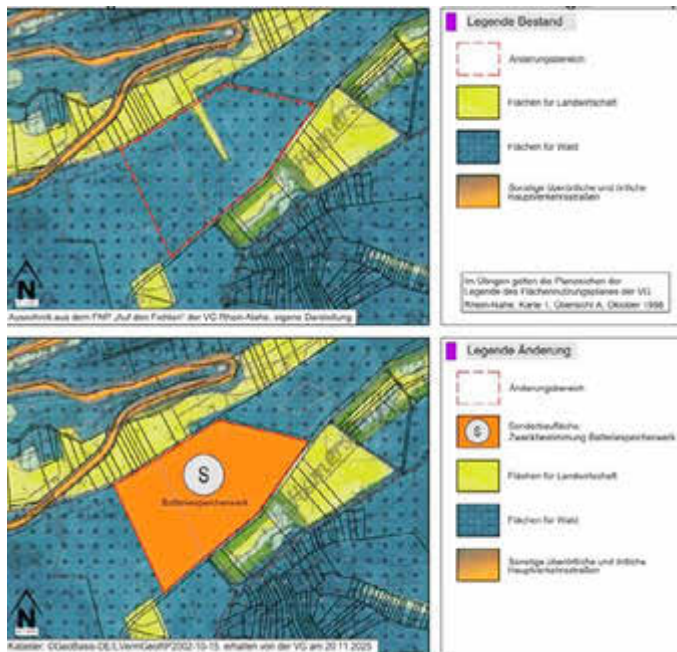 Legende Bestand
Änderungsbereich
Flächen für Landwirtschaft
Flächen für Wald
Sonstige überörtliche und örtliche
Hauptverkehrsstraßen
Im Übrigen gelten die Planzeichen der
Legende des Flächennutzungsplanes der VG
Rhein-Nahe, Karte 1, Übersicht A, Oktober 1998
N
Ausschnitt aus dem FNP „Auf den Fichten" der VG Rhein-Nahe, eigene Darstellung
Legende Änderung
Änderungsbereich
S
Sonderbaufläche
Zweckbestimmung Batteriespeicherwerk
Flächen für Landwirtschaft
Flächen für Wald
Sonstige überörtliche und örtliche
Hauptverkehrsstraßen
S
Batteriespeicherwerk
N
Kataster: ©GeoBasis-DE/LVermGeoRP2002-10-15, erhalten von der VG am 20.11.2025